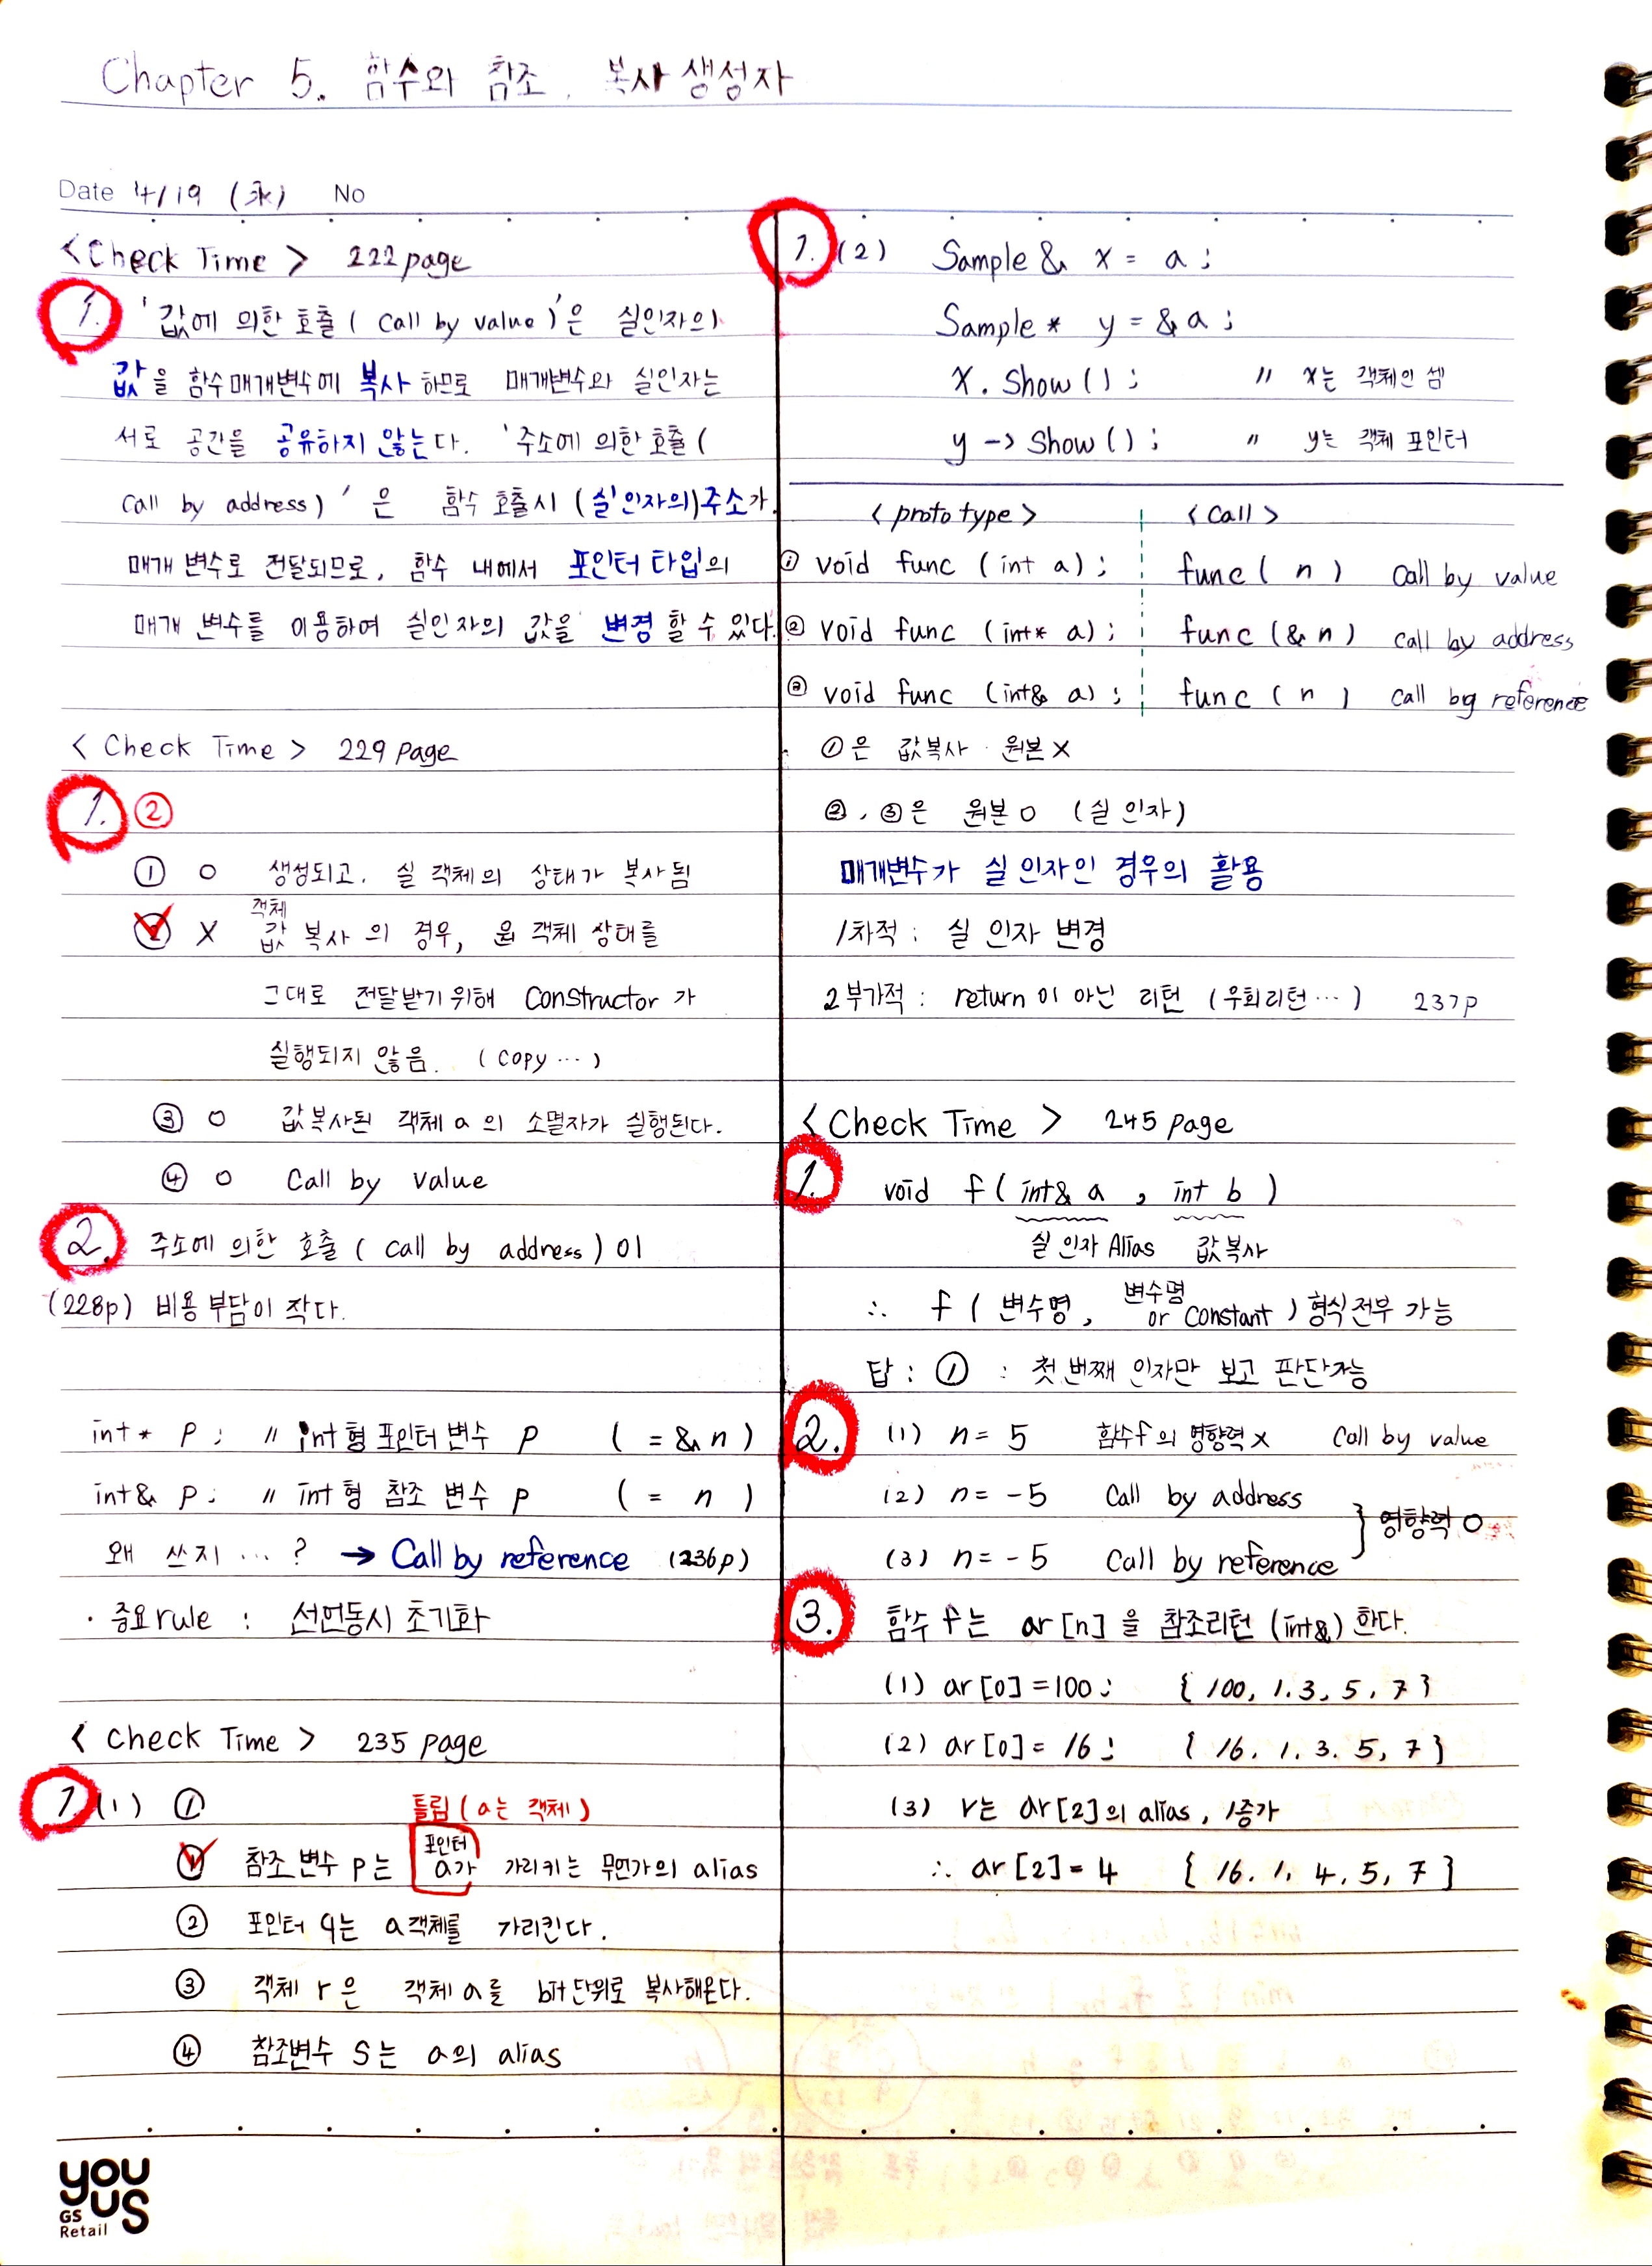 Chapter 5. 함수와 참조, 복사 생성자
Date 4/19 (水) No
<Check Time> 222 page
1. '값에 의한 호출( Call by value )'은 실인자의
값을 함수 매개변수에 복사 하므로 매개변수와 실인자는
서로 공간을 공유하지 않는다. '주소에 의한 호출(
Call by address)'은 함수 호출시 (실인자의)주소가
매개 변수로 전달되므로, 함수 내에서 포인터 타입의
매개 변수를 이용하여 실인자의 값을 변경 할 수 있다.
< Check Time > 229 page
1. ②
① O 생성되고. 실 객체의 상태가 복사됨
객체
② X 값 복사 의 경우, 원 객체 상태를
그대로 전달받기 위해 Constructor 가
실행되지 않음. ( copy … )
③ O 값복사된 객체 a 의 소멸자가 실행된다.
④ O Call by value
2. 주소에 의한 호출 ( call by address ) 이
(228p) 비용 부담이 작다.
int* P; // int 형 포인터 변수 P ( = &n )
int& P; // int 형 참조 변수 P ( = n )
왜 쓰지 … ? → Call by reference (236p)
· 중요 rule : 선언동시 초기화
< Check Time > 235 page
1. (1) ①
틀림 (a는 객체)
포인터
① 참조 변수 P는 a가 가리키는 무언가의 alias
② 포인터 q는 a객체를 가리킨다.
③ 객체 r 은 객체 a를 bit단위로 복사해온다.
④ 참조변수 S는 a의 alias
you
us
GS
Retail
1. (2) Sample & x = a ;
Sample * y = &a ;
x. Show ( ) ; // x는 객체인 셈
y -> Show ( ) ; // y는 객체 포인터
< prototype > < Call >
① void func ( int a ) ; func ( n ) Call by value
② void func ( int* a ) ; func ( & n ) call by address
③ void func ( int& a ) ; func ( n ) call by reference
①은 값복사. 원본 X
②, ③은 원본 O (실 인자)
매개변수가 실 인자인 경우의 활용
1차적 : 실 인자 변경
2 부가적 : return 이 아닌 리턴 (우회리턴 … ) 237p
< Check Time > 245 page
1. void f ( int& a , int b )
실 인자 Alias 값복사
∴ f ( 변수명, 변수명 or Constant ) 형식 전부 가능
답 : ① : 첫 번째 인자만 보고 판단가능
2. (1) n = 5 함수 f 의 영향력 X Call by value
(2) n = -5 Call by address
영향력 O
(3) n = -5 Call by reference
3. 함수 f는 ar [n] 을 참조리턴 (int&) 한다.
(1) ar [0] = 100 ; { 100, 1. 3, 5, 7 }
(2) ar [0] = 16 ; { 16. 1. 3. 5, 7 }
(3) r는 ar[2]의 alias, 1증가
∴ ar [2] = 4 { 16. 1, 4, 5, 7 }